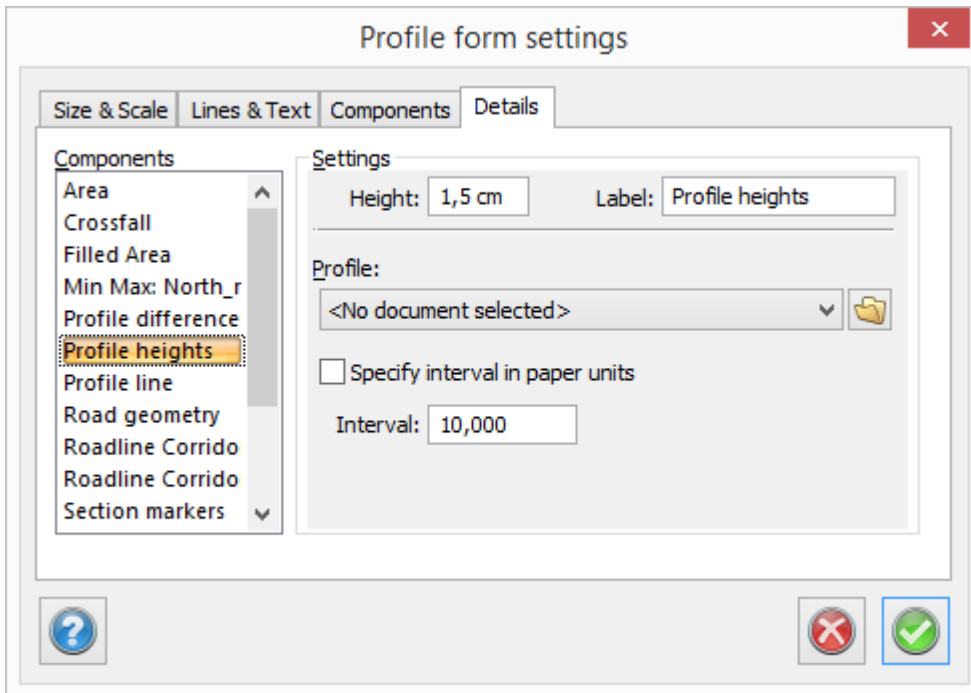 Profile form settings
Size & Scale Lines & Text Components Details
Components
Area
Crossfall
Filled Area
Min Max: North_r
Profile difference
Profile heights
Profile line
Road geometry
Roadline Corrido
Roadline Corrido
Section markers
Settings
Height: 1,5 cm Label: Profile heights
Profile:
<No document selected>
Specify interval in paper units
Interval: 10,000